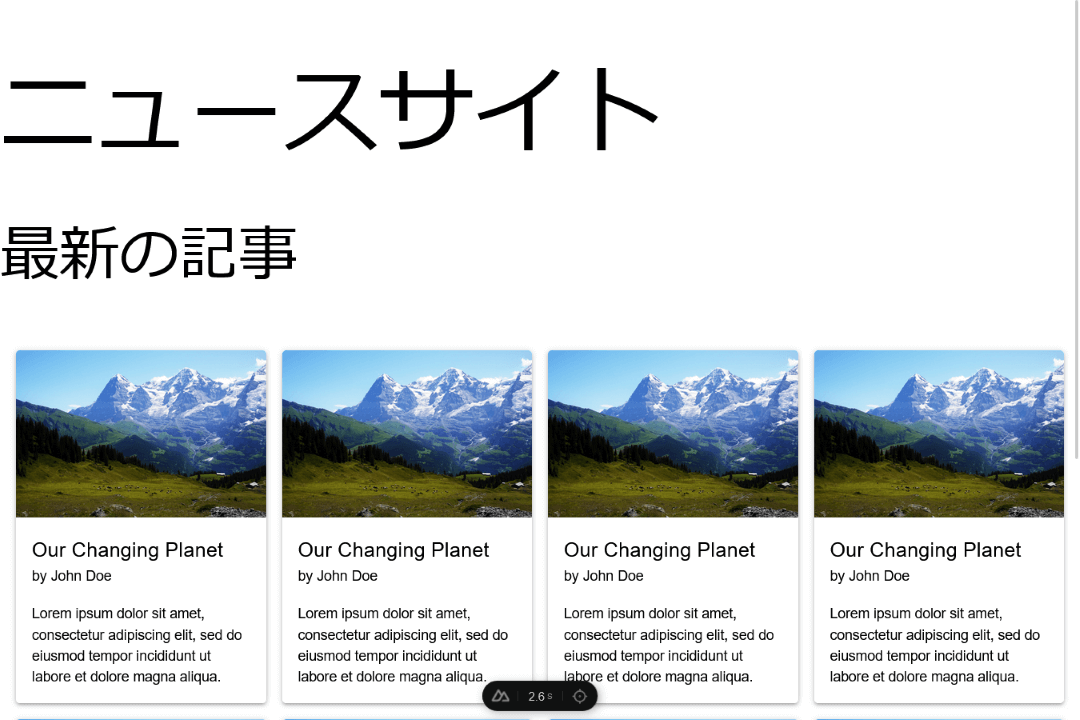 ニュースサイト
最新の記事
Our Changing Planet
by John Doe
Lorem ipsum dolor sit amet,
consectetur adipiscing elit, sed do
eiusmod tempor incididunt ut
labore et dolore magna aliqua.
Our Changing Planet
by John Doe
Lorem ipsum dolor sit amet,
consectetur adipiscing elit, sed do
eiusmod tempor incididunt ut
labore et dolore magna aliqua.
Our Changing Planet
by John Doe
Lorem ipsum dolor sit amet,
consectetur adipiscing elit, sed do
eiusmod tempor incididunt ut
labore et dolore magna aliqua.
Our Changing Planet
by John Doe
Lorem ipsum dolor sit amet,
consectetur adipiscing elit, sed do
eiusmod tempor incididunt ut
labore et dolore magna aliqua.
2.6 s